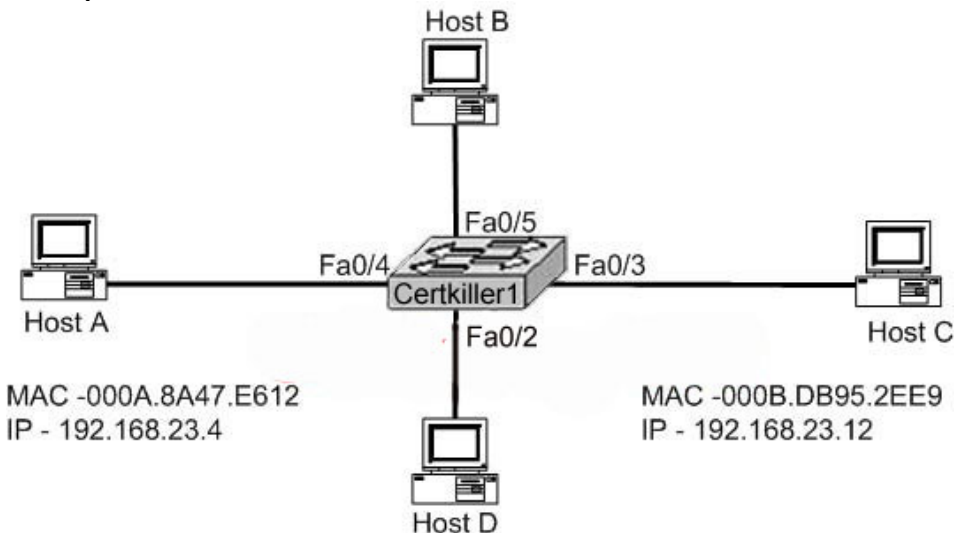 Host B
Fa0/5
Fa0/4
Fa0/3
Certkiller1
Host A
Host C
Fa0/2
MAC -000A.8A47.E612
IP - 192.168.23.4
MAC -000B.DB95.2EE9
IP - 192.168.23.12
Host D